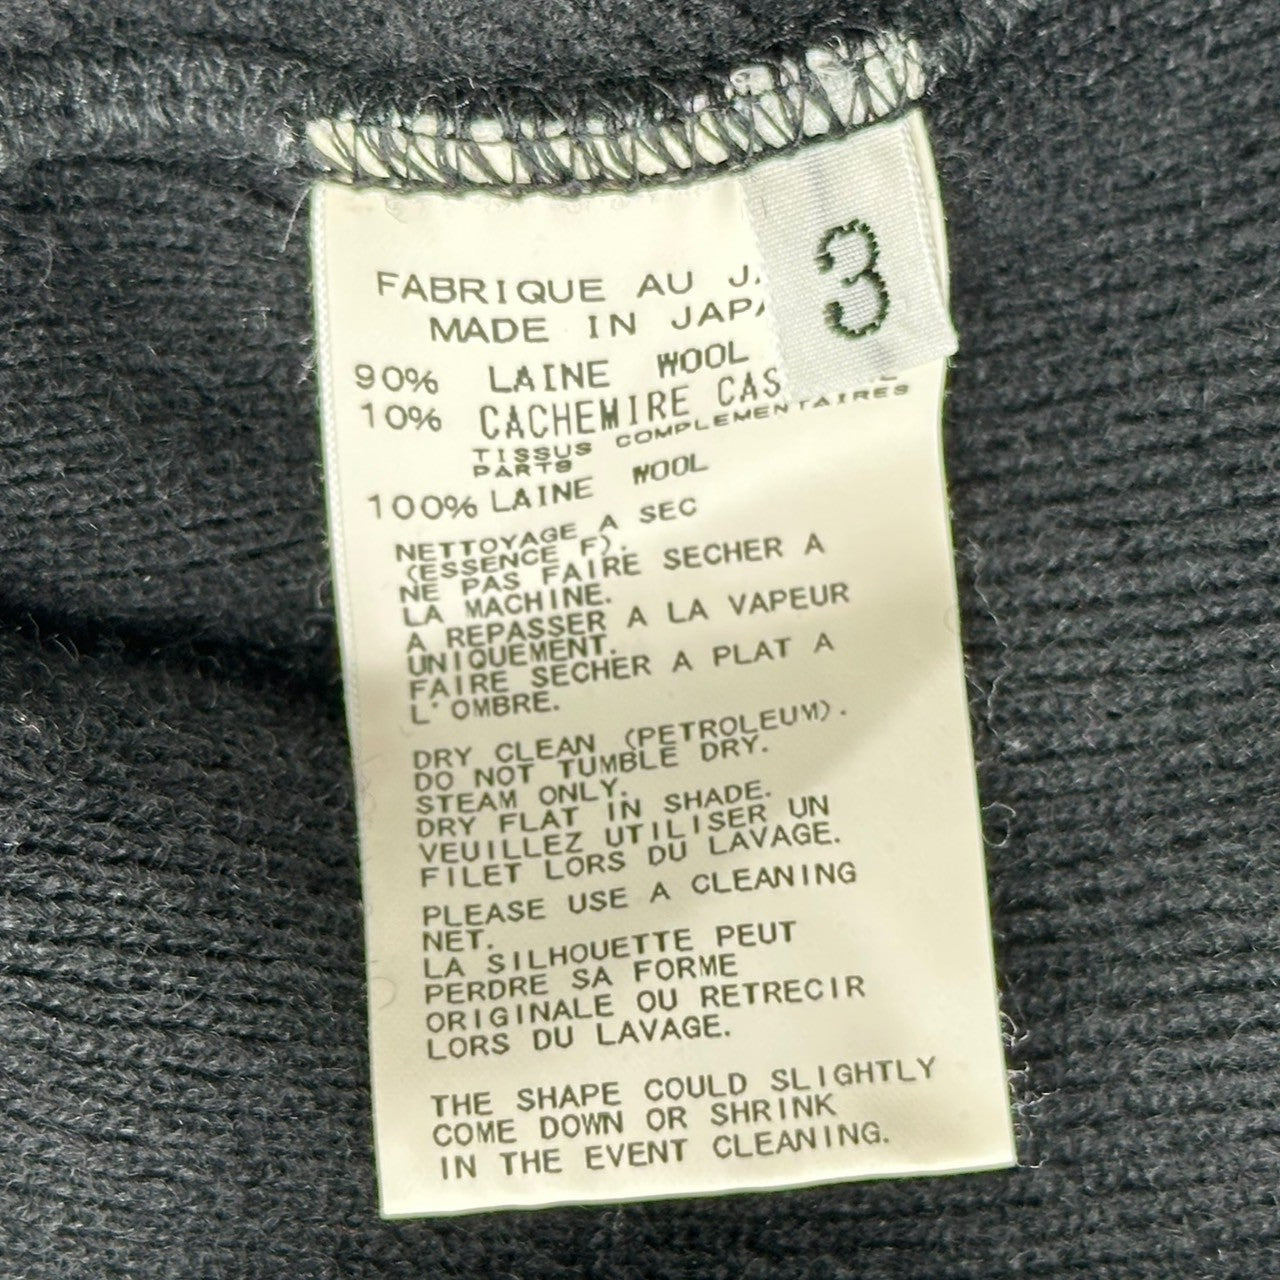 3
FABRIQUE AU J
MADE IN JAPA
90% LAINE WOOL
10% CACHEMIRE CAS
TISSUS COMPLEMENTAIRES
PARTS
100% LAINE WOOL
NETTOYAGE A SEC
(ESSENCE F).
NE PAS FAIRE SECHER A
LA MACHINE.
A REPASSER A LA VAPEUR
UNIQUEMENT.
FAIRE SECHER A PLAT A
L'OMBRE.
DRY CLEAN (PETROLEUM).
DO NOT TUMBLE DRY.
STEAM ONLY.
DRY FLAT IN SHADE.
VEUILLEZ UTILISER UN
FILET LORS DU LAVAGE.
PLEASE USE A CLEANING
NET.
LA SILHOUETTE PEUT
PERDRE SA FORME
ORIGINALE OU RETRECIR
LORS DU LAVAGE.
THE SHAPE COULD SLIGHTLY
COME DOWN OR SHRINK
IN THE EVENT CLEANING.